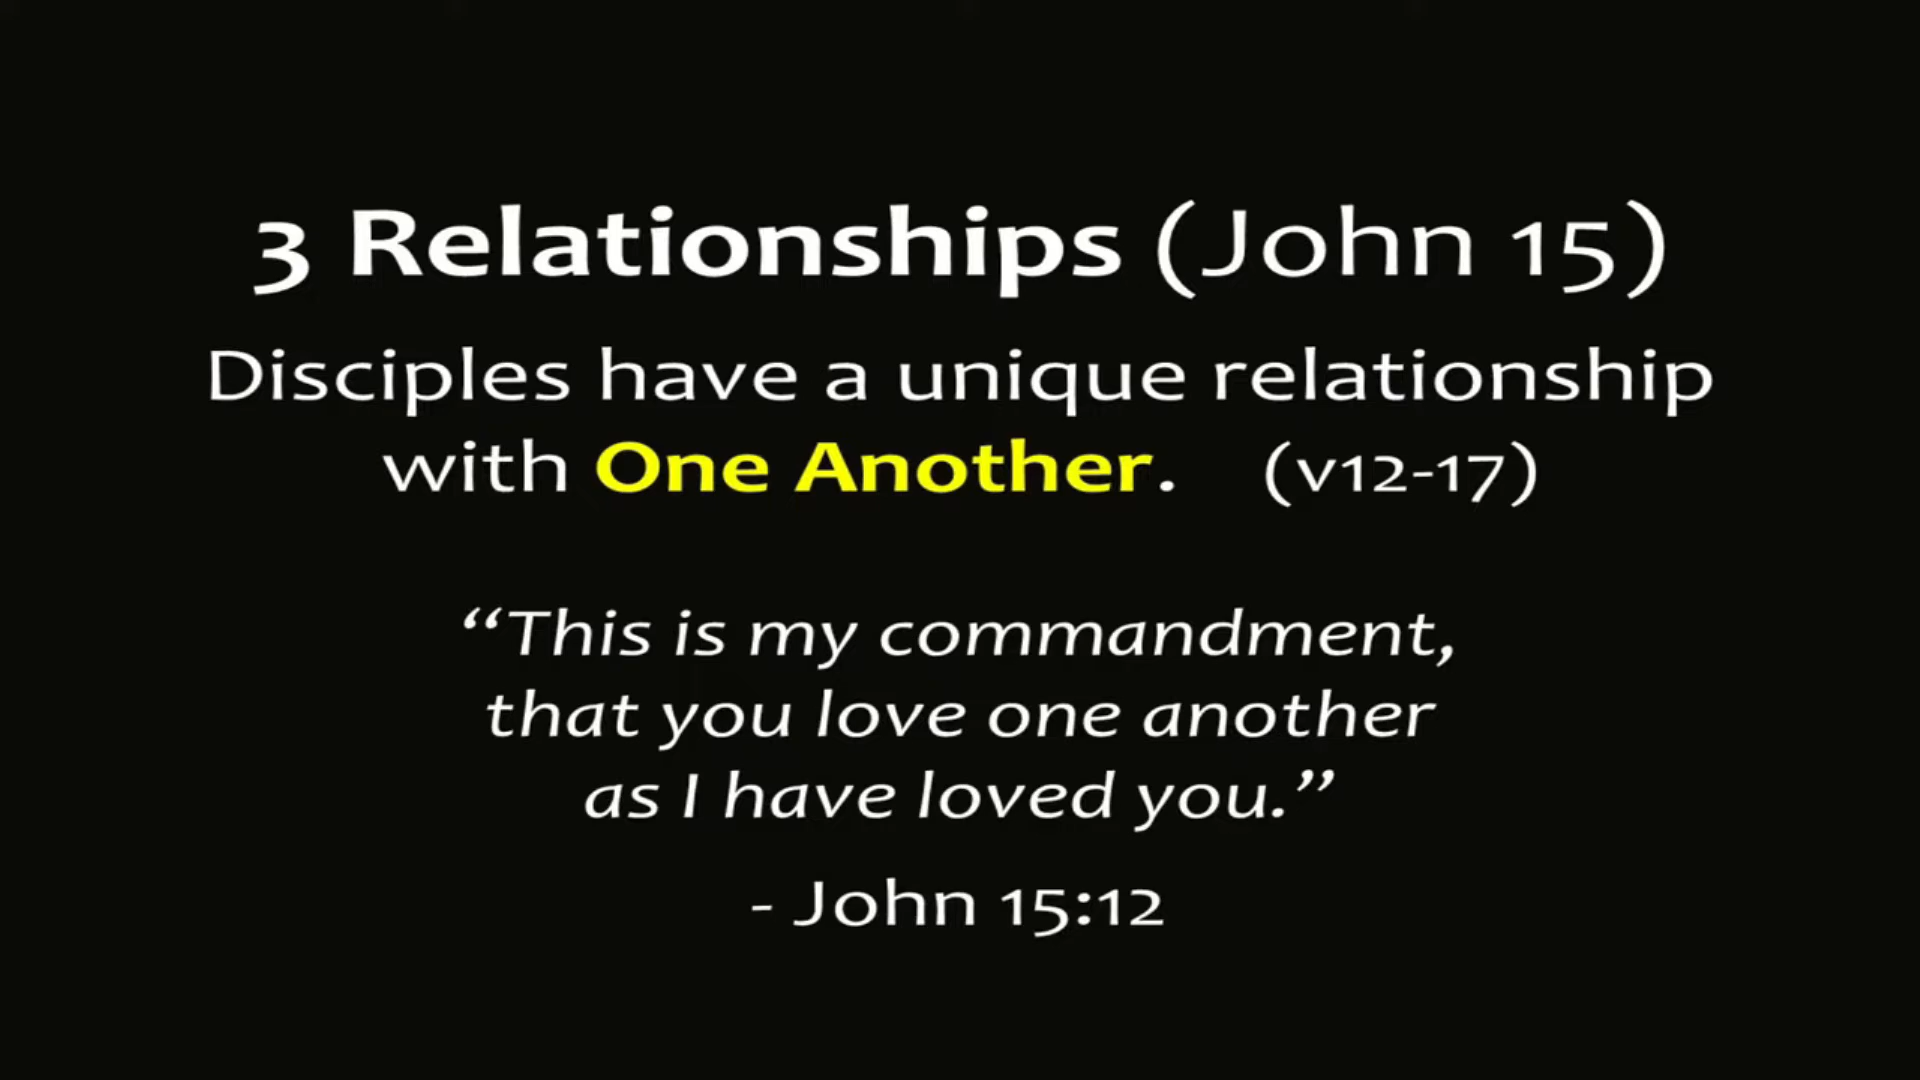 3 Relationships (John 15)
Disciples have a unique relationship
with One Another. (v12-17)
“This is my commandment,
that you love one another
as I have loved you.”
- John 15:12